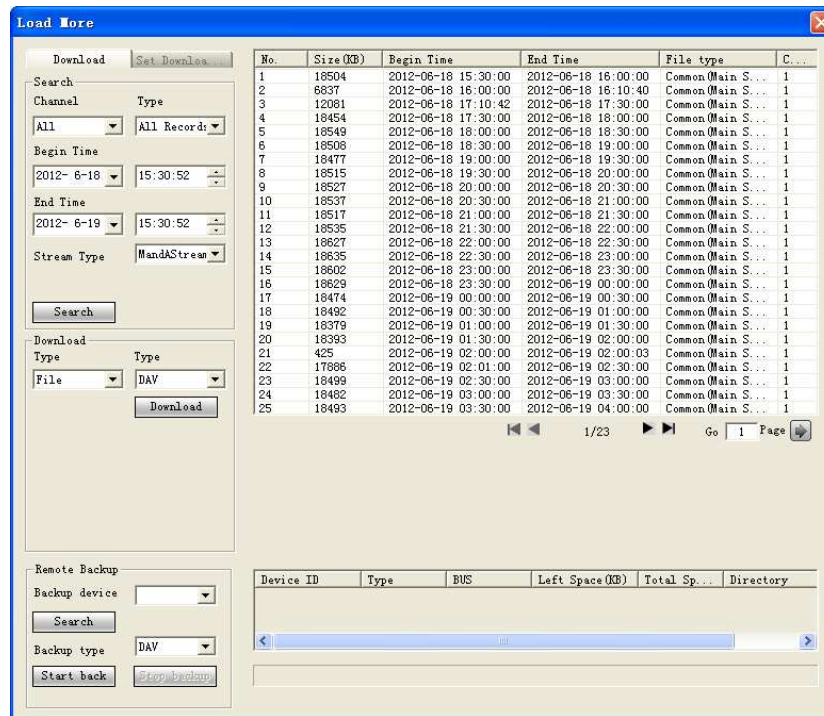 Load More
Download
Set Downloa...
Search
Channel
Type
All
All Records
Begin Time
2012- 6-18
15:30:52
End Time
2012- 6-19
15:30:52
Stream Type
MandAStream
Search
Download
Type
Type
File
DAV
Download
Remote Backup
Backup device
Search
Backup type
DAV
Start back
Stop backup
No. Size(KB) Begin Time End Time File type C...
1 18504 2012-06-18 15:30:00 2012-06-18 16:00:00 Common(Main S... 1
2 6837 2012-06-18 16:00:00 2012-06-18 16:10:40 Common(Main S... 1
3 12081 2012-06-18 17:10:42 2012-06-18 17:30:00 Common(Main S... 1
4 18454 2012-06-18 17:30:00 2012-06-18 18:00:00 Common(Main S... 1
5 18549 2012-06-18 18:00:00 2012-06-18 18:30:00 Common(Main S... 1
6 18508 2012-06-18 18:30:00 2012-06-18 19:00:00 Common(Main S... 1
7 18477 2012-06-18 19:00:00 2012-06-18 19:30:00 Common(Main S... 1
8 18515 2012-06-18 19:30:00 2012-06-18 20:00:00 Common(Main S... 1
9 18527 2012-06-18 20:00:00 2012-06-18 20:30:00 Common(Main S... 1
10 18537 2012-06-18 20:30:00 2012-06-18 21:00:00 Common(Main S... 1
11 18517 2012-06-18 21:00:00 2012-06-18 21:30:00 Common(Main S... 1
12 18535 2012-06-18 21:30:00 2012-06-18 22:00:00 Common(Main S... 1
13 18627 2012-06-18 22:00:00 2012-06-18 22:30:00 Common(Main S... 1
14 18635 2012-06-18 22:30:00 2012-06-18 23:00:00 Common(Main S... 1
15 18602 2012-06-18 23:00:00 2012-06-18 23:30:00 Common(Main S... 1
16 18629 2012-06-18 23:30:00 2012-06-19 00:00:00 Common(Main S... 1
17 18474 2012-06-19 00:00:00 2012-06-19 00:30:00 Common(Main S... 1
18 18492 2012-06-19 00:30:00 2012-06-19 01:00:00 Common(Main S... 1
19 18379 2012-06-19 01:00:00 2012-06-19 01:30:00 Common(Main S... 1
20 18393 2012-06-19 01:30:00 2012-06-19 02:00:00 Common(Main S... 1
21 425 2012-06-19 02:00:00 2012-06-19 02:00:03 Common(Main S... 1
22 17886 2012-06-19 02:01:00 2012-06-19 02:30:00 Common(Main S... 1
23 18499 2012-06-19 02:30:00 2012-06-19 03:00:00 Common(Main S... 1
24 18482 2012-06-19 03:00:00 2012-06-19 03:30:00 Common(Main S... 1
25 18493 2012-06-19 03:30:00 2012-06-19 04:00:00 Common(Main S... 1
1/23 Go 1 Page
Device ID Type BUS Left Space(KB) Total Sp... Directory